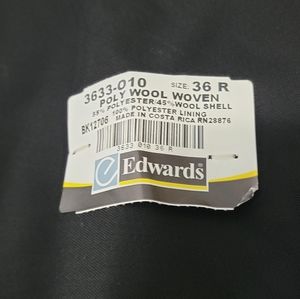 3633-010 SIZE: 36 R
POLY WOOL WOVEN
55% POLYESTER/45% WOOL SHELL
100% POLYESTER LINING
BK12706 MADE IN COSTA RICA RN28876
3633 010 36 R
e Edwards®